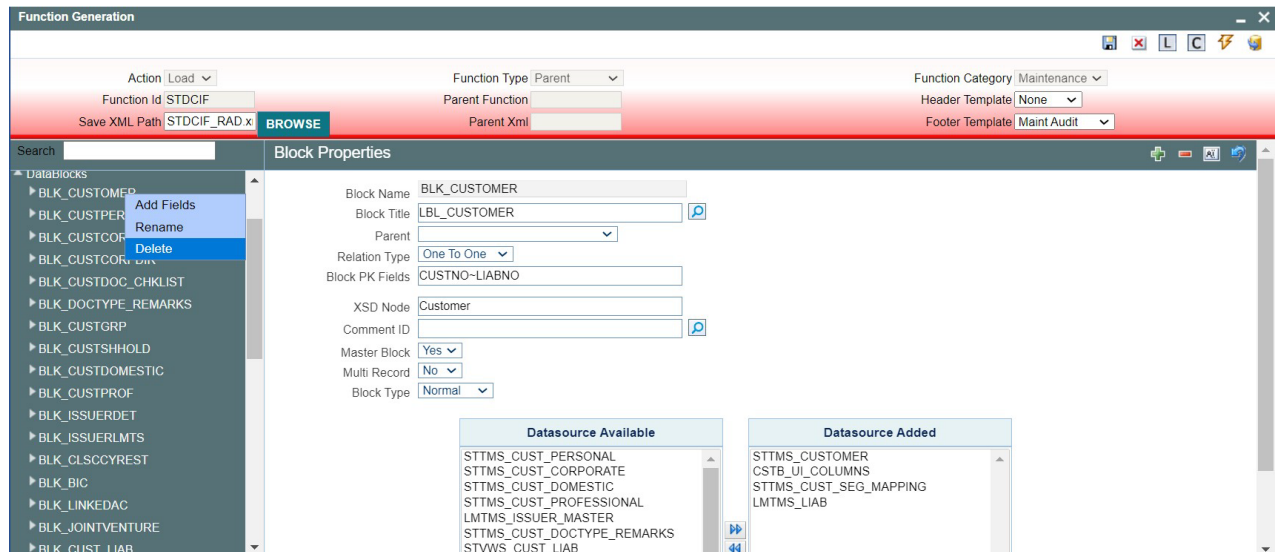 Function Generation
L C
Action Load Function Type Parent Function Category Maintenance
Function Id STDCIF Parent Function Header Template None
Save XML Path STDCIF_RAD.x BROWSE Parent Xml Footer Template Maint Audit
Search Block Properties
DataBlocks
BLK_CUSTOMER
Add Fields
BLK_CUSTPER
Rename
BLK_CUSTCOR
Delete
BLK_CUSTCORPDIR
BLK_CUSTDOC_CHKLIST
BLK_DOCTYPE_REMARKS
BLK_CUSTGRP
BLK_CUSTSHHOLD
BLK_CUSTDOMESTIC
BLK_CUSTPROF
BLK_ISSUERDET
BLK_ISSUERLMTS
BLK_CLSCCYREST
BLK_BIC
BLK_LINKEDAC
BLK_JOINTVENTURE
BLK_CUST_LIAB
Block Name BLK_CUSTOMER
Block Title LBL_CUSTOMER
Parent
Relation Type One To One
Block PK Fields CUSTNO~LIABNO
XSD Node Customer
Comment ID
Master Block Yes
Multi Record No
Block Type Normal
Datasource Available
STTMS_CUST_PERSONAL
STTMS_CUST_CORPORATE
STTMS_CUST_DOMESTIC
STTMS_CUST_PROFESSIONAL
LMTMS_ISSUER_MASTER
STTMS_CUST_DOCTYPE_REMARKS
STVWS_CUST_LIAB
Datasource Added
STTMS_CUSTOMER
CSTB_UI_COLUMNS
STTMS_CUST_SEG_MAPPING
LMTMS_LIAB